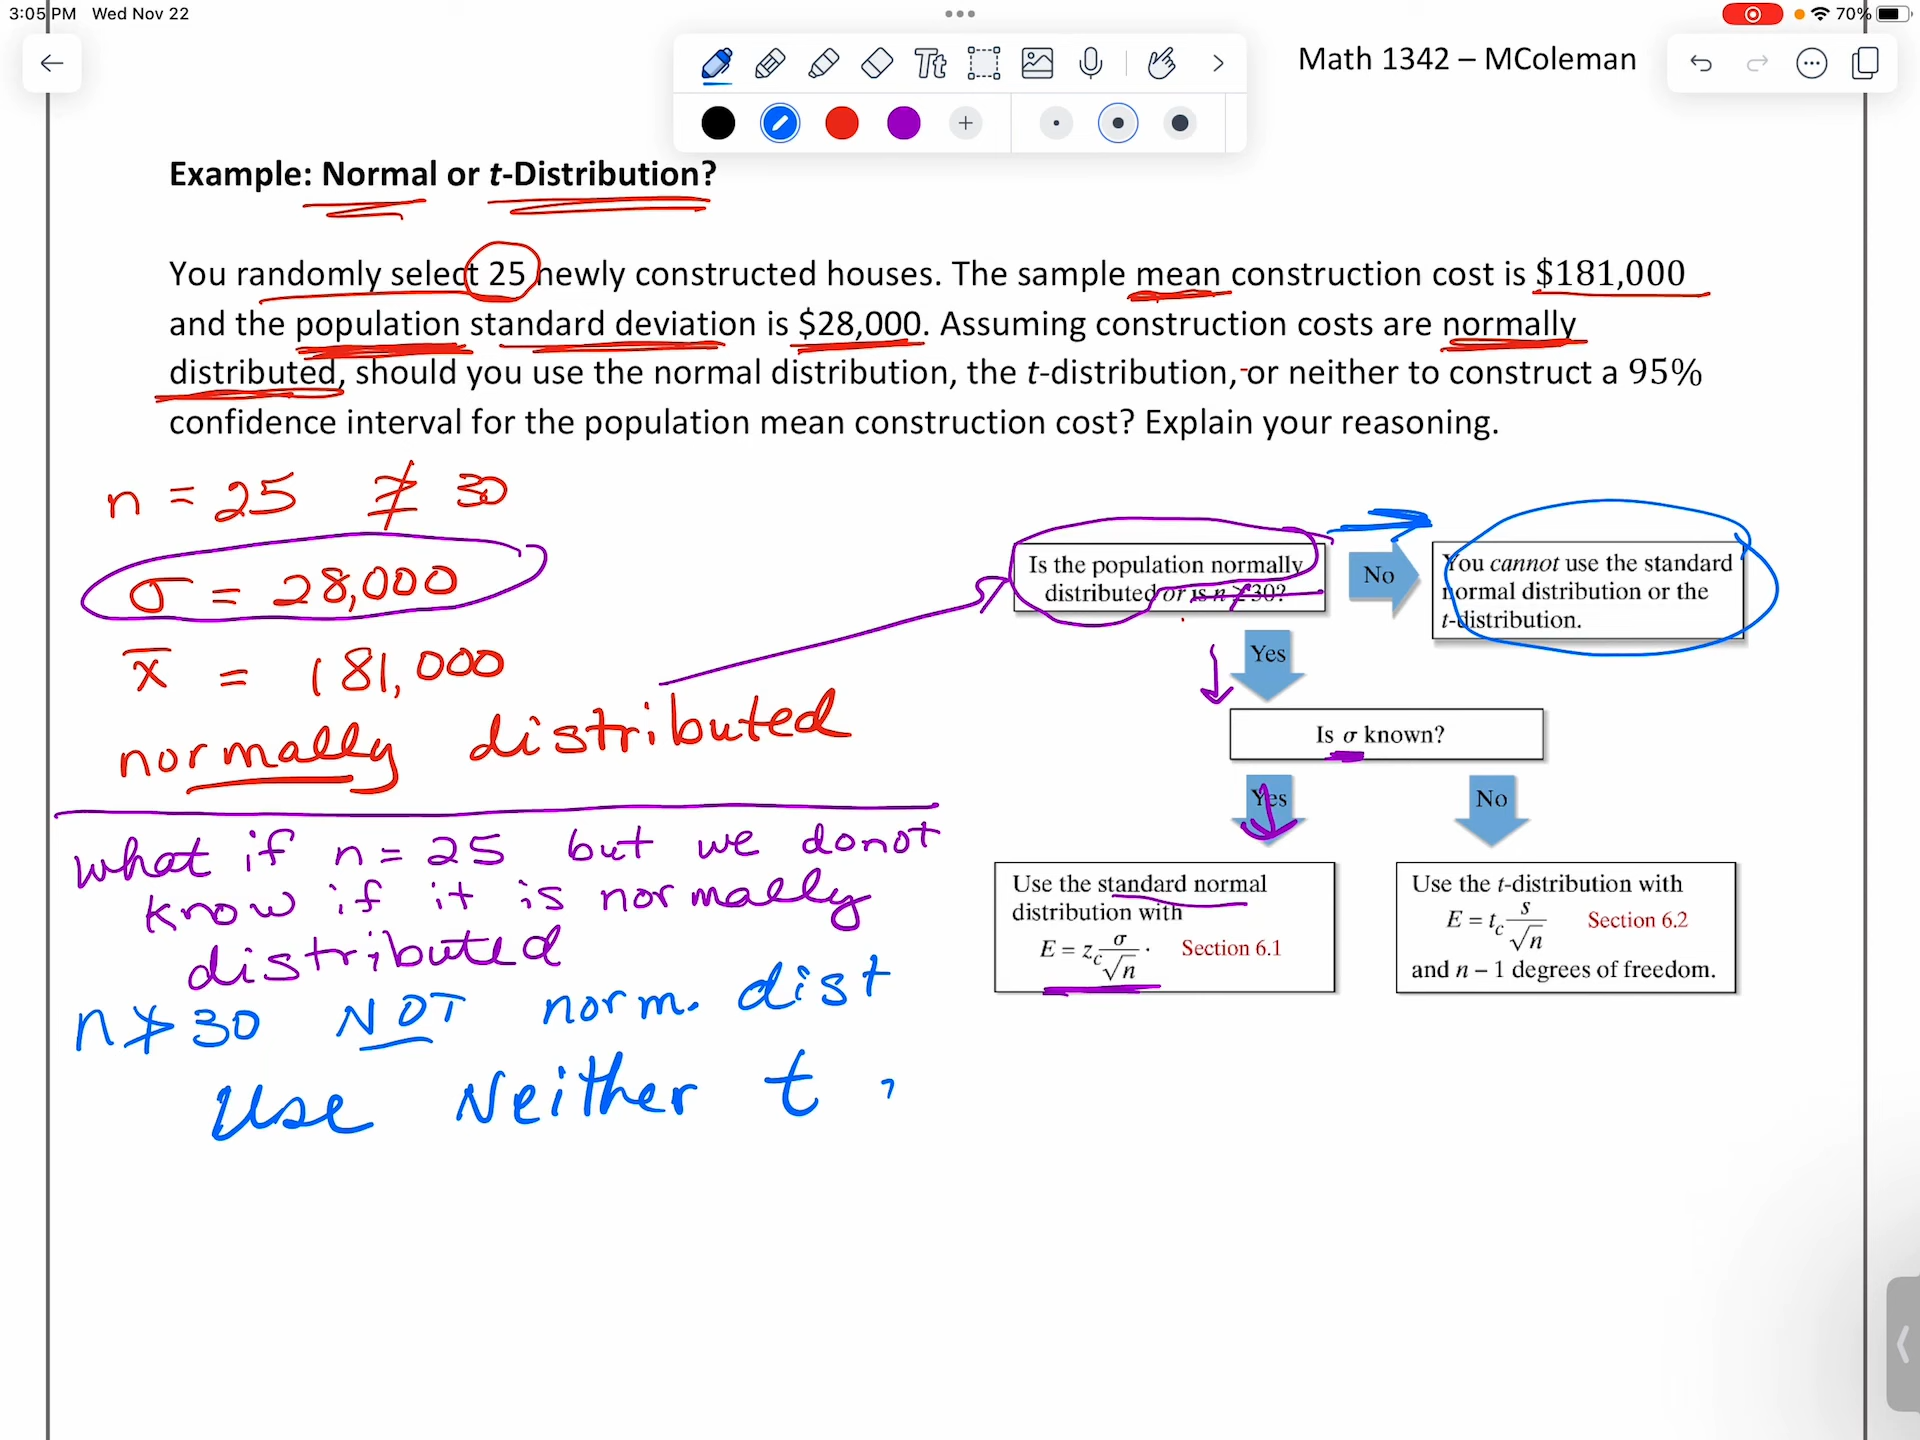 3:05 PM Wed Nov 22
70%
Tt
Math 1342 – MColeman
Example: Normal or t-Distribution?
You randomly select 25 newly constructed houses. The sample mean construction cost is $181,000
and the population standard deviation is $28,000. Assuming construction costs are normally
distributed, should you use the normal distribution, the t-distribution, or neither to construct a 95%
confidence interval for the population mean construction cost? Explain your reasoning.
n = 25 ≱ 30
σ = 28,000
x̄ = 181,000
normally distributed
what if n = 25 but we donot
know if it is normally
distributed
n ≯ 30 NOT norm. dist
Use Neither t
Is the population normally
distributed or is n ≥ 30?
No
You cannot use the standard
normal distribution or the
t-distribution.
Yes
Is σ known?
Yes
No
Use the standard normal
distribution with
E = z_c σ/√n . Section 6.1
Use the t-distribution with
E = t_c s/√n Section 6.2
and n – 1 degrees of freedom.